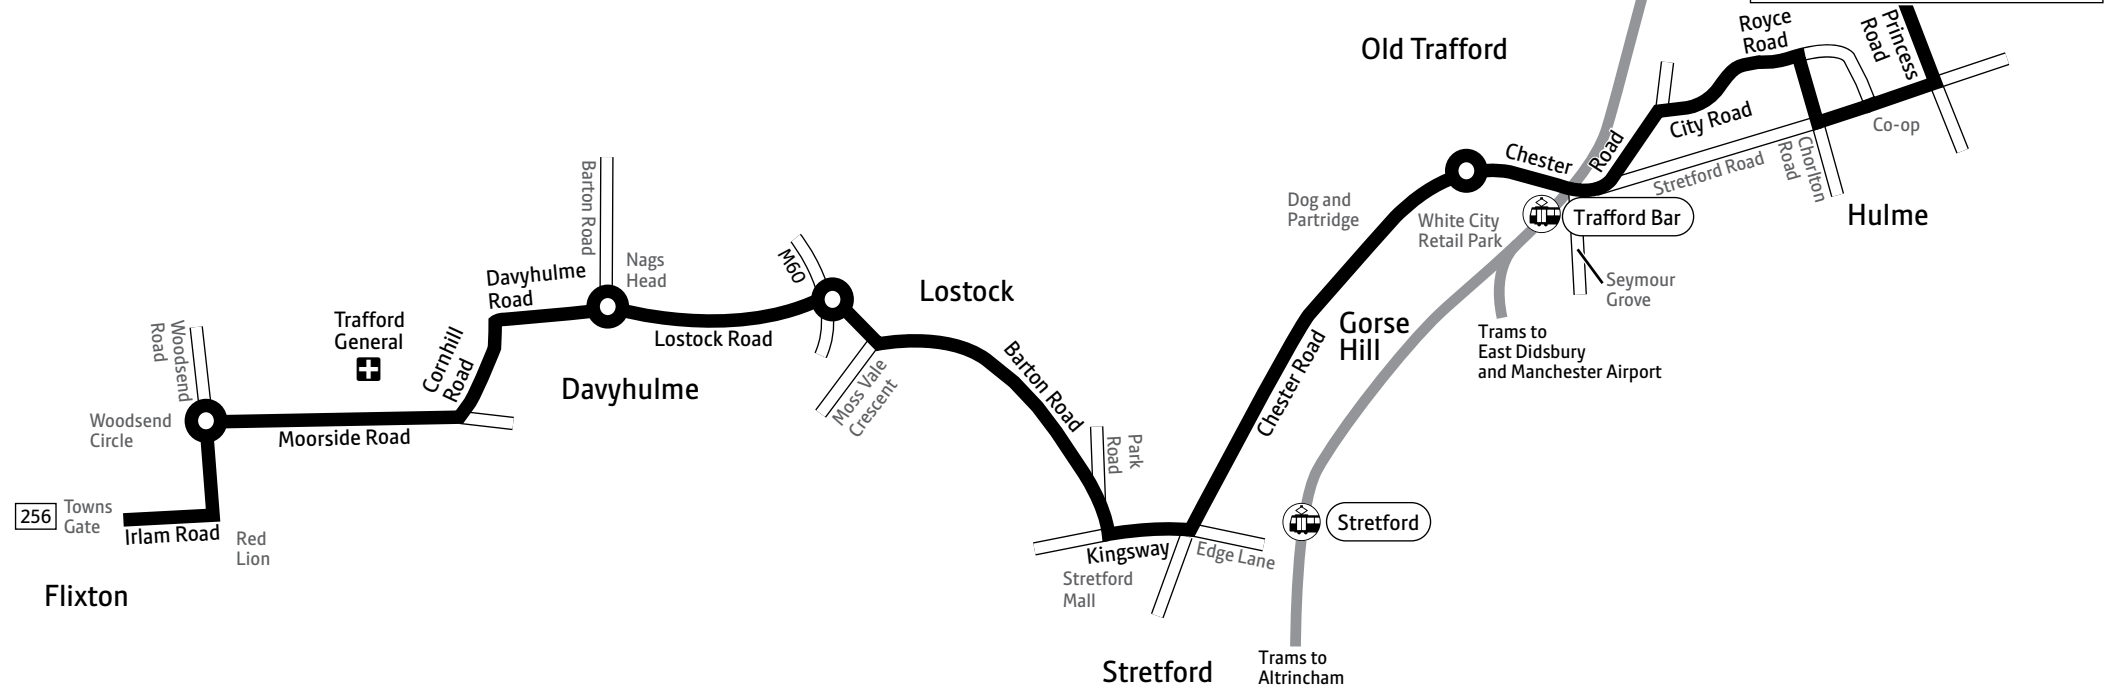 Old Trafford
Royce
Road
Princess
Road
City Road
Co-op
Chester
Road
Stretford Road
Chorlton
Road
Hulme
Dog and
Partridge
White City
Retail Park
Trafford Bar
Seymour
Grove
Barton Road
Nags
Head
Davyhulme
Road
M60
Lostock
Trafford
General
Cornhill
Road
Lostock Road
Davyhulme
Moss Vale
Crescent
Barton Road
Gorse
Hill
Chester Road
Trams to
East Didsbury
and Manchester Airport
Woodsend
Road
Woodsend
Circle
Moorside Road
Park
Road
256
Towns
Gate
Irlam Road
Red
Lion
Flixton
Kingsway
Edge Lane
Stretford
Mall
Stretford
Stretford
Trams to
Altrincham